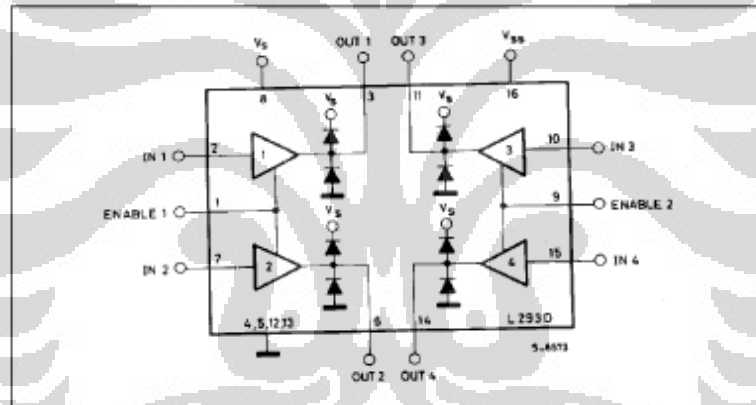 Vs OUT 1 OUT 3 Vss
8 3 11 16
Vs Vs
IN 1 2 1 3 10 IN 3
ENABLE 1 1 9 ENABLE 2
Vs Vs
IN 2 7 2 4 15 IN 4
4,5,12,13 6 14 L293D
S-6673
OUT 2 OUT 4